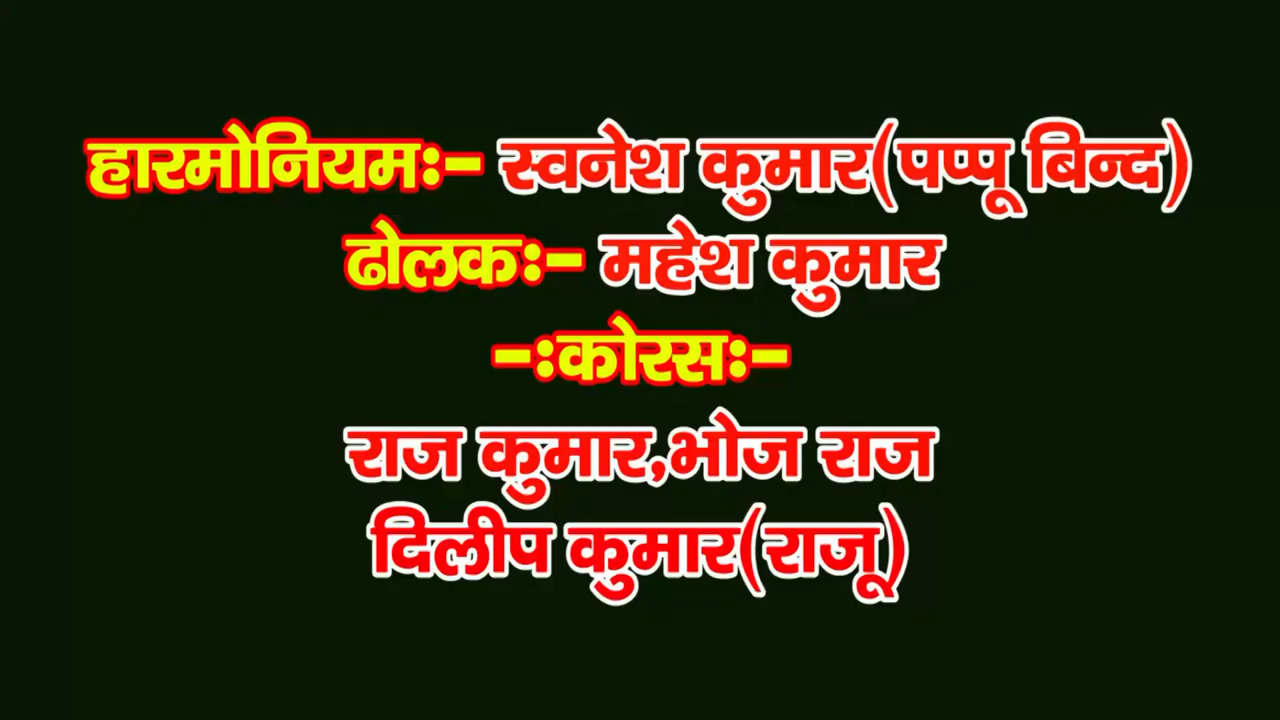 हारमोनियमः- स्वनेश कुमार(पप्पू बिन्द)
ढोलकः- महेश कुमार
-ःकोरसः-
राज कुमार,भोज राज
दिलीप कुमार(राजू)